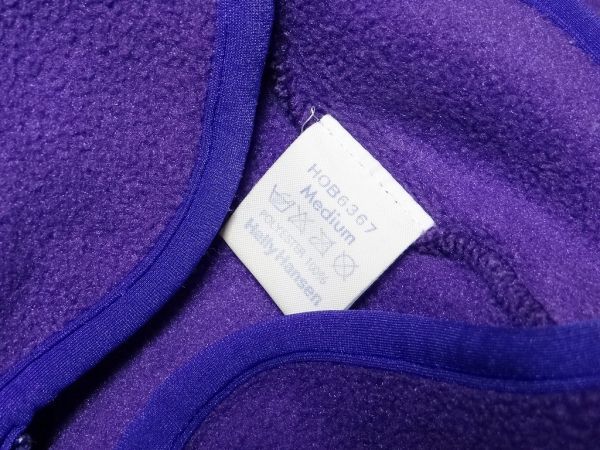 HOB6367
Medium
POLYESTER 100%
Helly Hansen